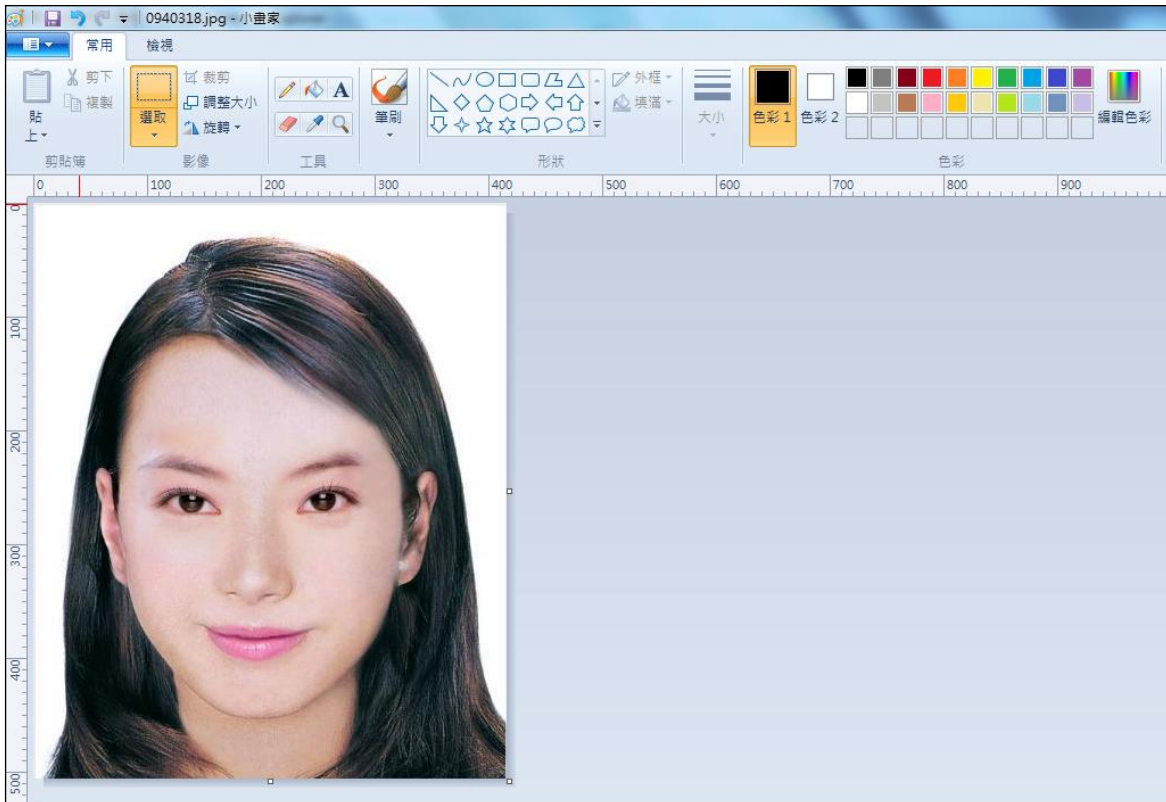 0940318.jpg - 小畫家
常用 檢視
貼上
剪下
複製
剪貼簿
選取
裁剪
調整大小
旋轉
影像
A
工具
筆刷
外框
填滿
形狀
大小
色彩 1
色彩 2
編輯色彩
色彩
0 100 200 300 400 500 600 700 800 900
0
100
200
300
400
500